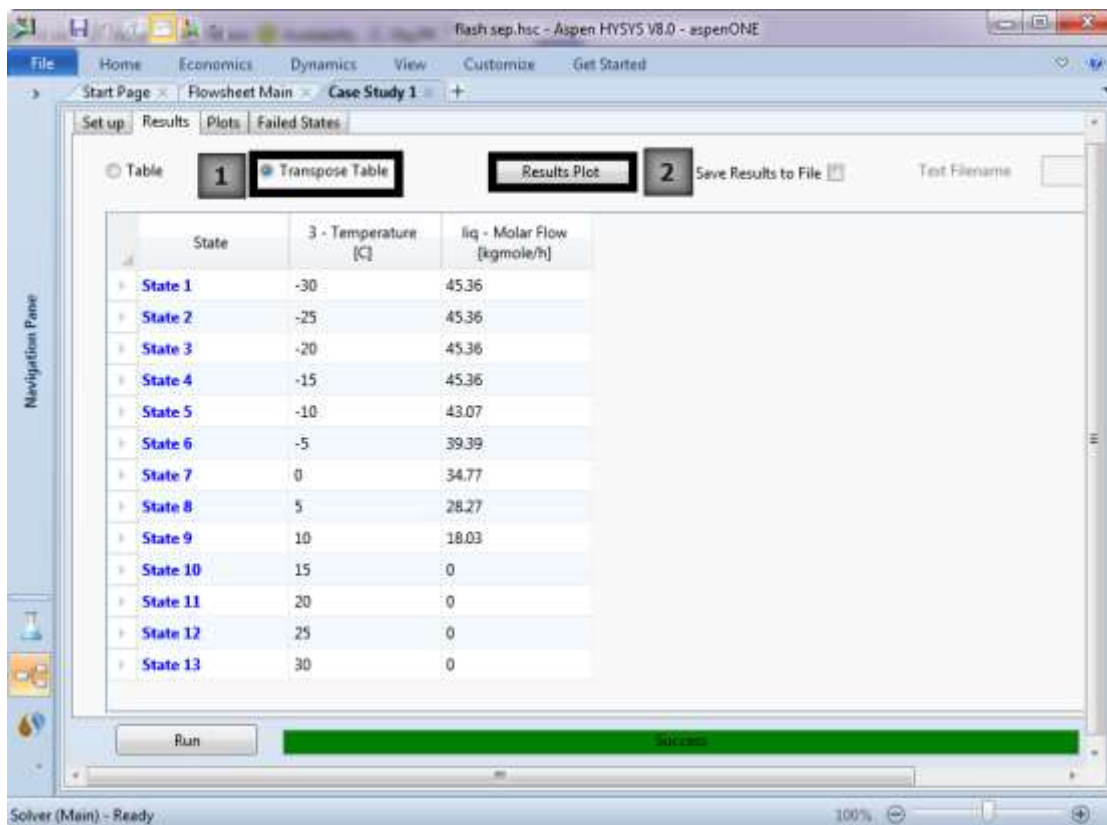 flash sep.hsc - Aspen HYSYS V8.0 - aspenONE
File Home Economics Dynamics View Customize Get Started
Start Page Flowsheet Main Case Study 1 +
Set up Results Plots Failed States
Table 1 Transpose Table Results Plot 2 Save Results to File Text Filename
State 3 - Temperature [C] liq - Molar Flow [kgmole/h]
State 1 -30 45.36
State 2 -25 45.36
State 3 -20 45.36
State 4 -15 45.36
State 5 -10 43.07
State 6 -5 39.39
State 7 0 34.77
State 8 5 28.27
State 9 10 18.03
State 10 15 0
State 11 20 0
State 12 25 0
State 13 30 0
Navigation Pane
Run Success
Solver (Main) - Ready 100%